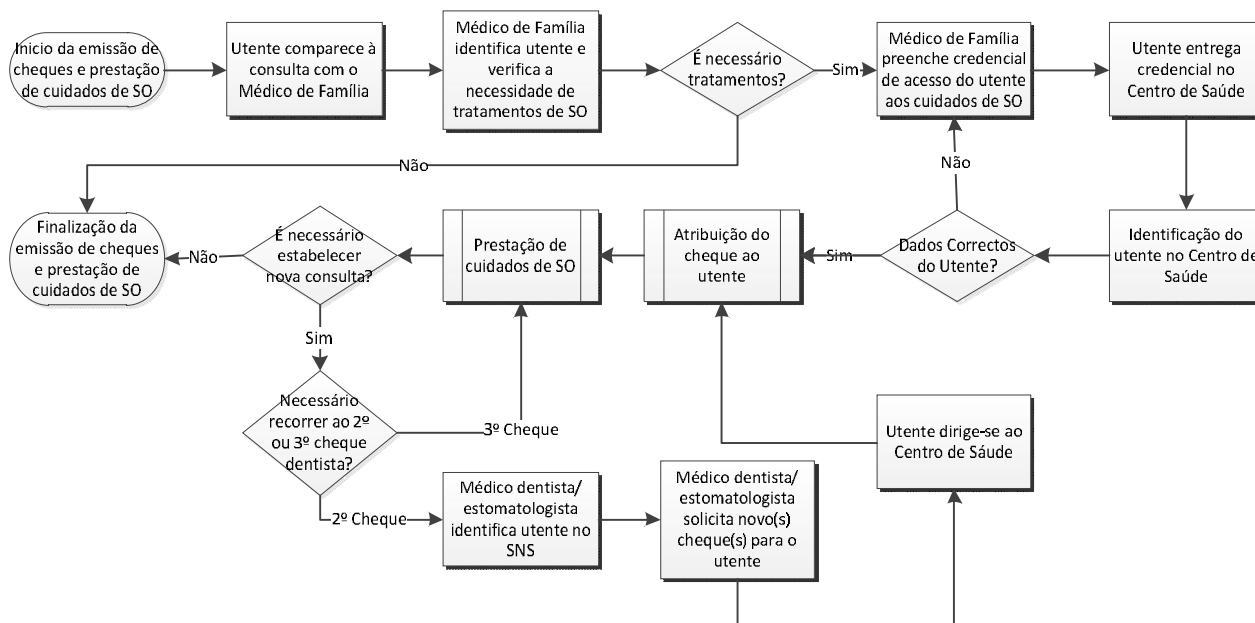 Inicio da emissão de
cheques e prestação
de cuidados de SO
Utente comparece à
consulta com o
Médico de Família
Médico de Família
identifica utente e
verifica a
necessidade de
tratamentos de SO
É necessário
tratamentos?
Sim
Médico de Família
preenche credencial
de acesso do utente
aos cuidados de SO
Utente entrega
credencial no
Centro de Saúde
Não
Não
Finalização da
emissão de cheques
e prestação de
cuidados de SO
Não
É necessário
estabelecer
nova consulta?
Prestação de
cuidados de SO
Atribuição do
cheque ao
utente
Sim
Dados Correctos
do Utente?
Identificação do
utente no Centro de
Saúde
Sim
Necessário
recorrer ao 2º
ou 3º cheque
dentista?
3º Cheque
Utente dirige-se ao
Centro de Sáude
2º Cheque
Médico dentista/
estomatologista
identifica utente no
SNS
Médico dentista/
estomatologista
solicita novo(s)
cheque(s) para o
utente